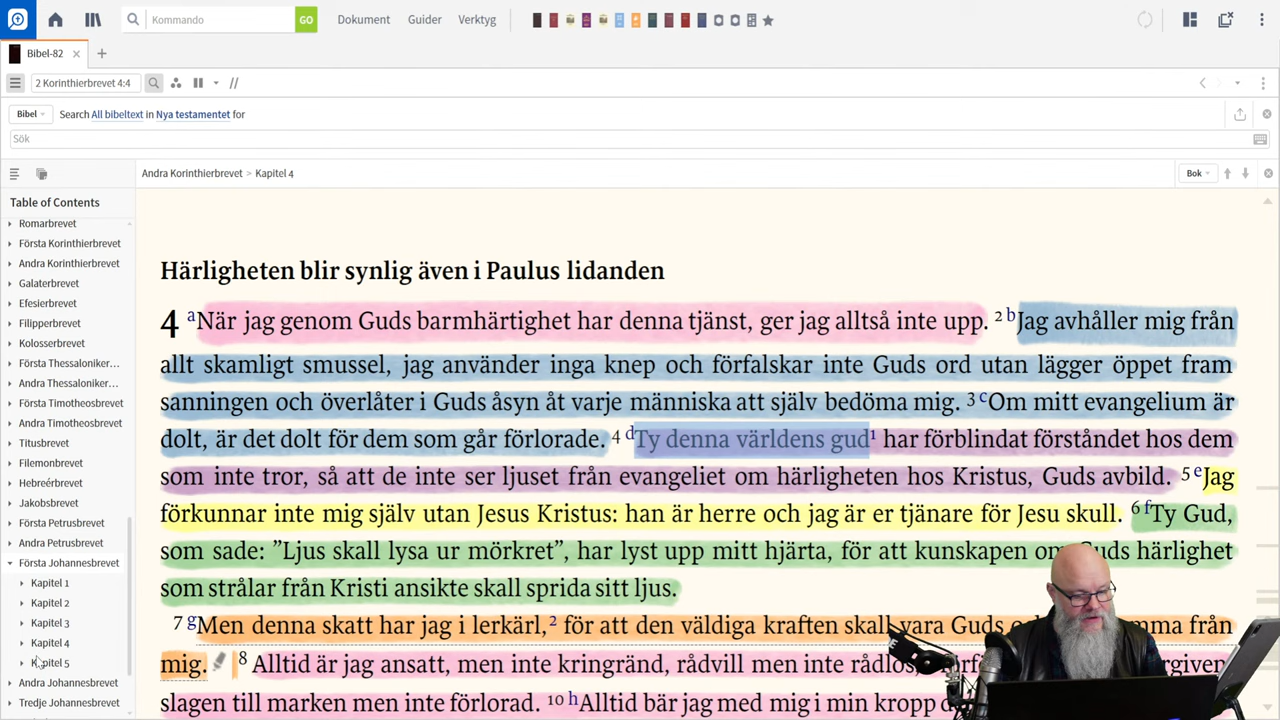 Kommando
GO
Dokument
Guider
Verktyg
Bibel-82
2 Korinthierbrevet 4:4
Bibel
Search All bibeltext in Nya testamentet for
Sök
Andra Korinthierbrevet > Kapitel 4
Bok
Table of Contents
Romarbrevet
Första Korinthierbrevet
Andra Korinthierbrevet
Galaterbrevet
Efesierbrevet
Filipperbrevet
Kolosserbrevet
Första Thessaloniker...
Andra Thessaloniker...
Första Timotheosbrevet
Andra Timotheosbrevet
Titusbrevet
Filemonbrevet
Hebreérbrevet
Jakobsbrevet
Första Petrusbrevet
Andra Petrusbrevet
Första Johannesbrevet
Kapitel 1
Kapitel 2
Kapitel 3
Kapitel 4
Kapitel 5
Andra Johannesbrevet
Tredje Johannesbrevet
Härligheten blir synlig även i Paulus lidanden
4 a När jag genom Guds barmhärtighet har denna tjänst, ger jag alltså inte upp. 2 b Jag avhåller mig från
allt skamligt smussel, jag använder inga knep och förfalskar inte Guds ord utan lägger öppet fram
sanningen och överlåter i Guds åsyn åt varje människa att själv bedöma mig. 3 c Om mitt evangelium är
dolt, är det dolt för dem som går förlorade. 4 d Ty denna världens gud1 har förblindat förståndet hos dem
som inte tror, så att de inte ser ljuset från evangeliet om härligheten hos Kristus, Guds avbild. 5 e Jag
förkunnar inte mig själv utan Jesus Kristus: han är herre och jag är er tjänare för Jesu skull. 6 f Ty Gud,
som sade: ”Ljus skall lysa ur mörkret”, har lyst upp mitt hjärta, för att kunskapen om Guds härlighet
som strålar från Kristi ansikte skall sprida sitt ljus.
7 g Men denna skatt har jag i lerkärl,2 för att den väldiga kraften skall vara Guds från
mig. 8 Alltid är jag ansatt, men inte kringränd, rådvill men inte
slagen till marken men inte förlorad. 10 h Alltid bär jag med mig i min kropp